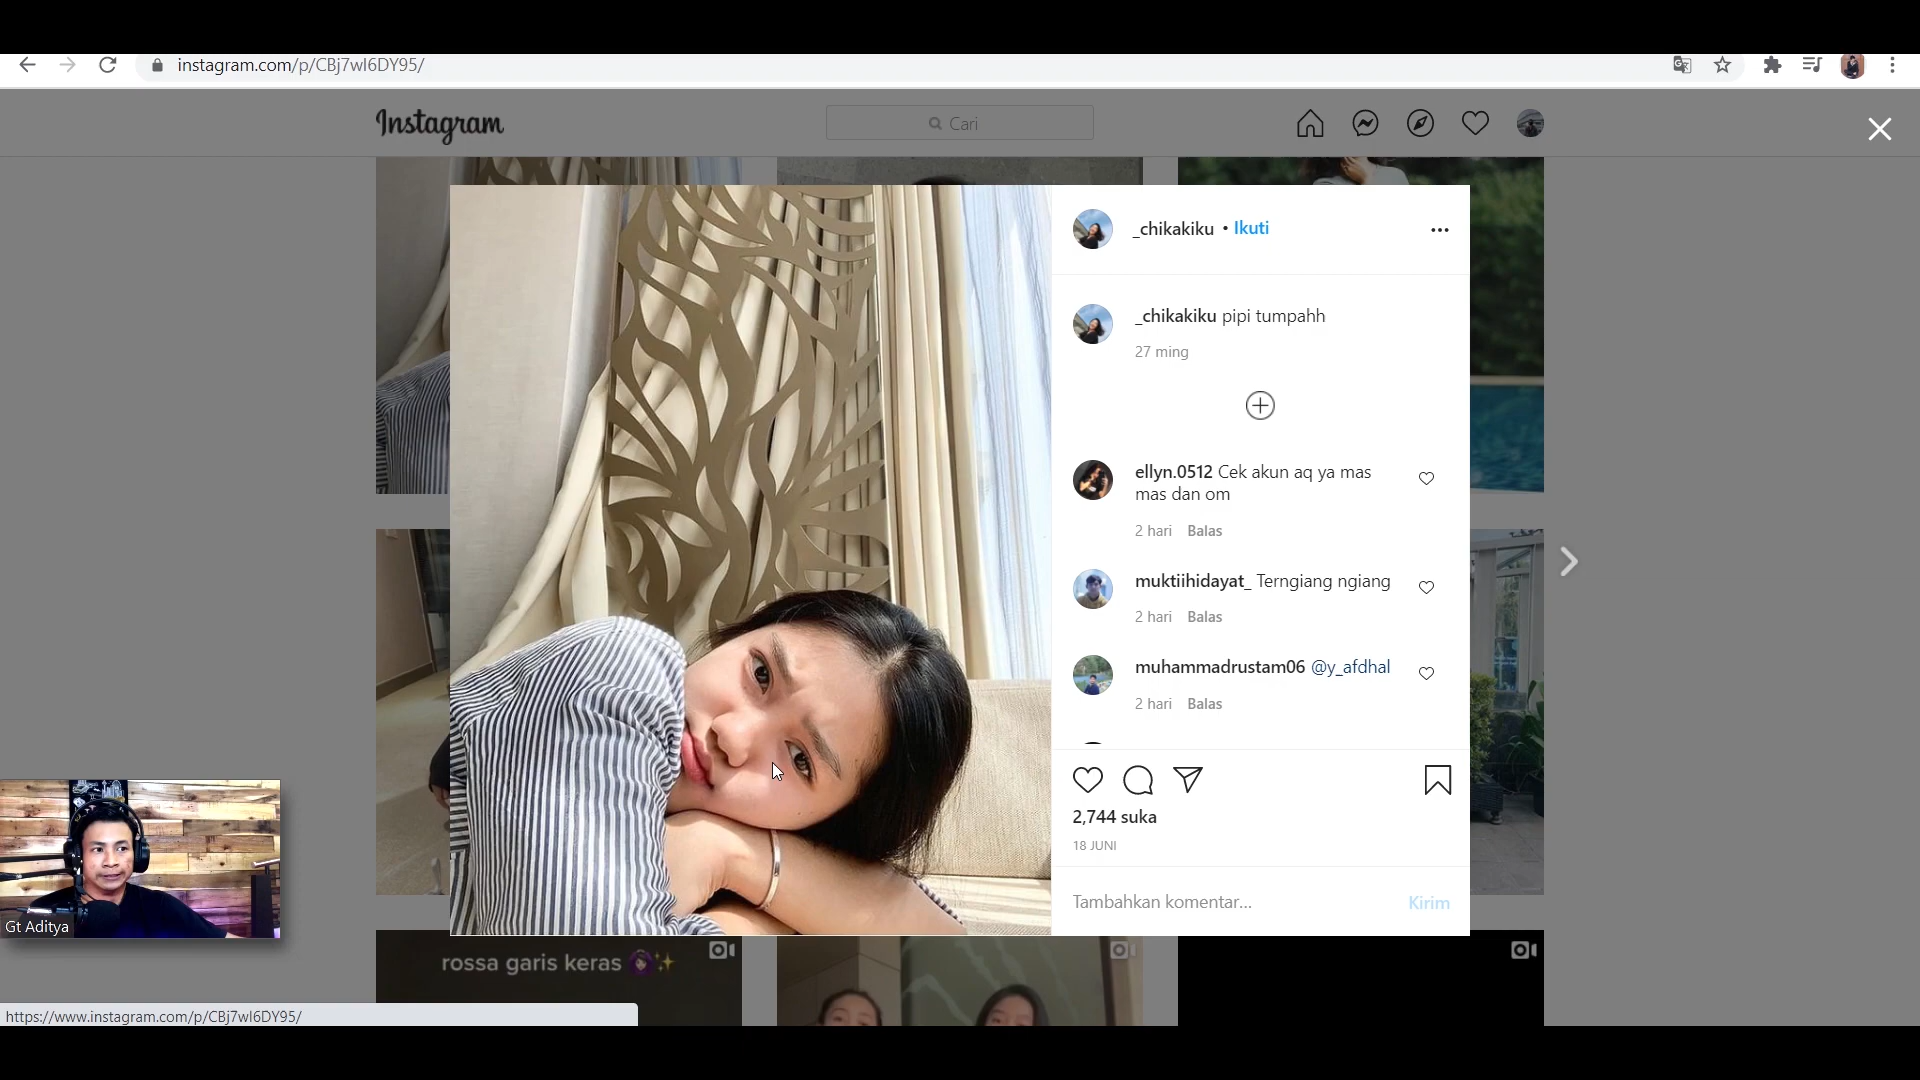 instagram.com/p/CBj7wI6DY95/
Instagram
Cari
_chikakiku • Ikuti
_chikakiku pipi tumpahh
27 ming
ellyn.0512 Cek akun aq ya mas
mas dan om
2 hari Balas
muktiihidayat_ Terngiang ngiang
2 hari Balas
muhammadrustam06 @y_afdhal
2 hari Balas
2,744 suka
18 JUNI
Tambahkan komentar...
Kirim
Gt Aditya
rossa garis keras
https://www.instagram.com/p/CBj7wI6DY95/